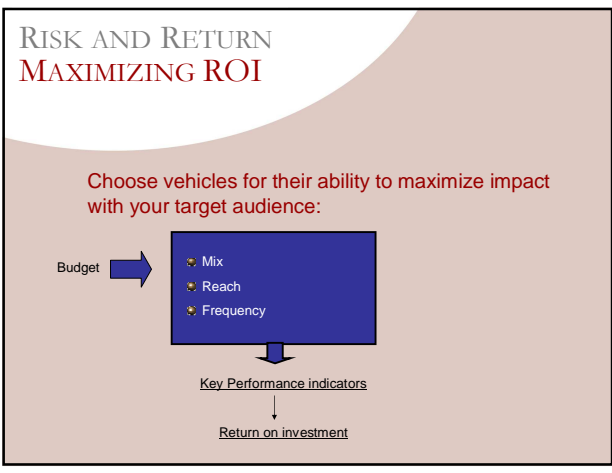 RISK AND RETURN
MAXIMIZING ROI
Choose vehicles for their ability to maximize impact
with your target audience:
Budget
Mix
Reach
Frequency
Key Performance indicators
Return on investment